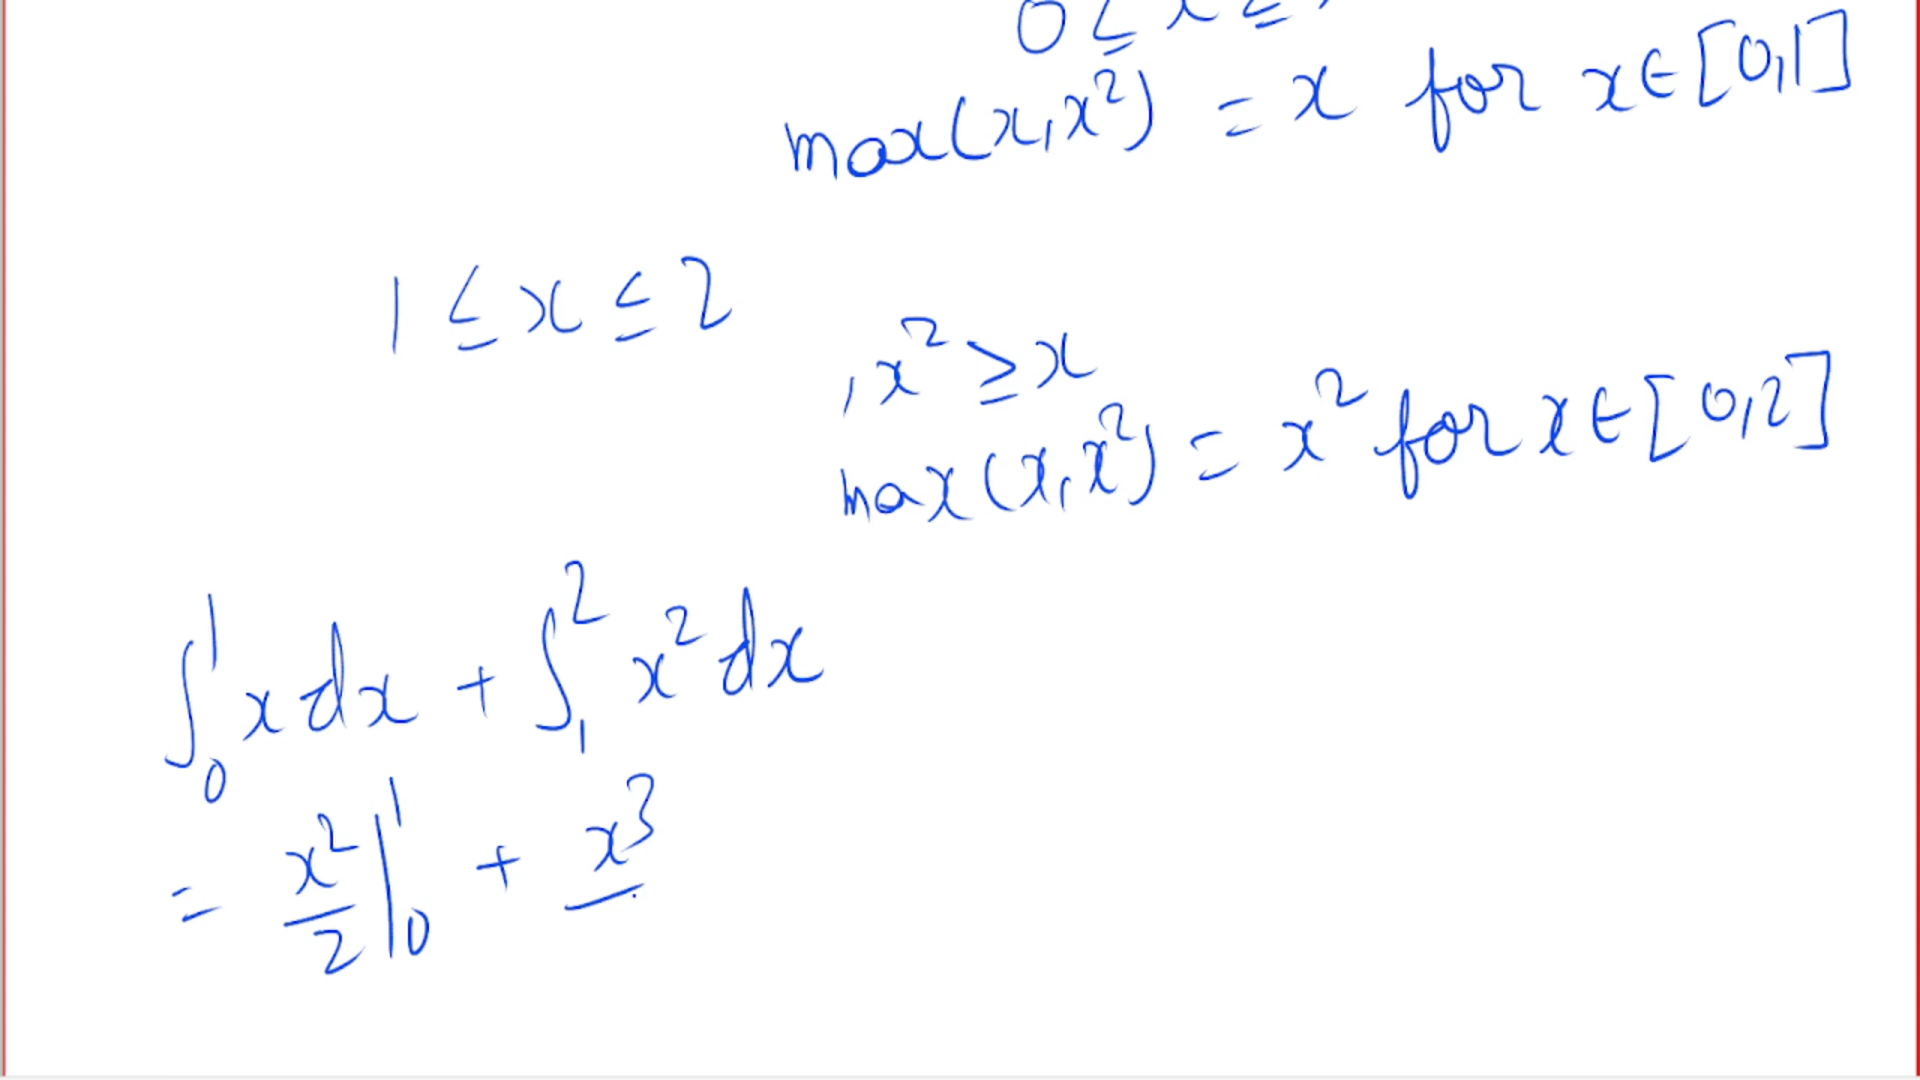 0 ≤ x ≤
max(x,x²) = x for x∈[0,1]
1 ≤ x ≤ 2
, x² ≥ x
max(x,x²) = x² for x∈[0,2]
∫₀¹ x dx + ∫₁² x² dx
= x²/2 |₀¹ + x³/